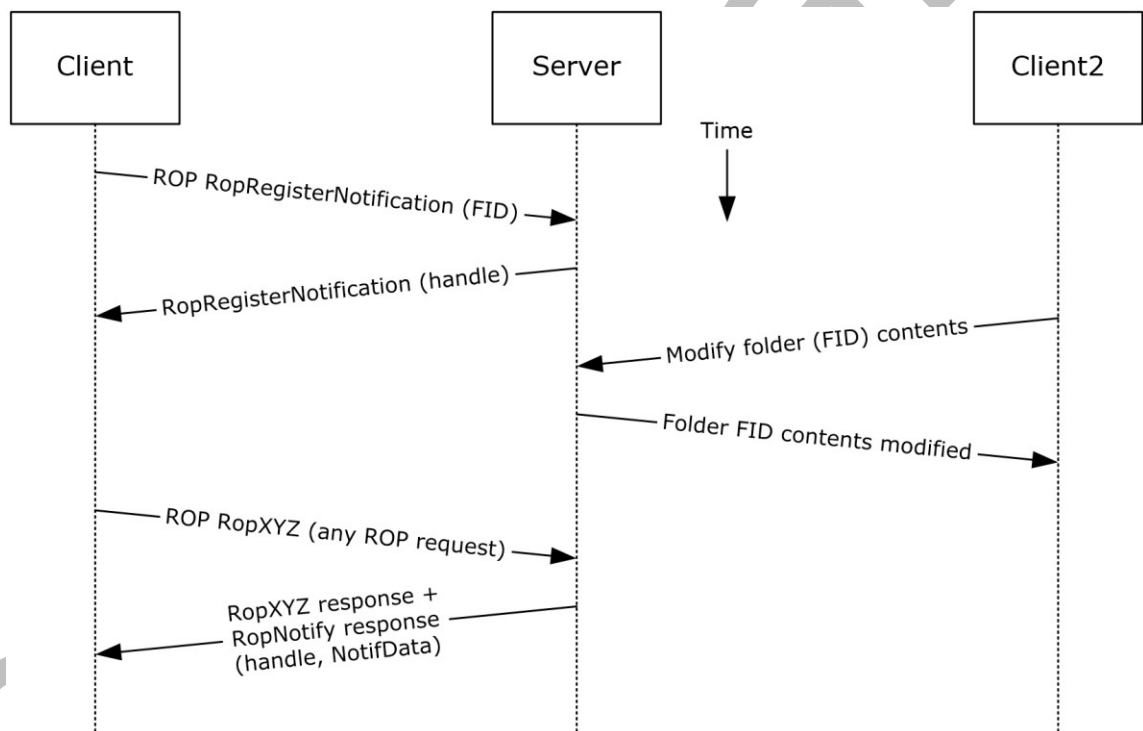 Client
Server
Client2
Time
ROP RopRegisterNotification (FID)
RopRegisterNotification (handle)
Modify folder (FID) contents
Folder FID contents modified
ROP RopXYZ (any ROP request)
RopXYZ response +
RopNotify response
(handle, NotifData)